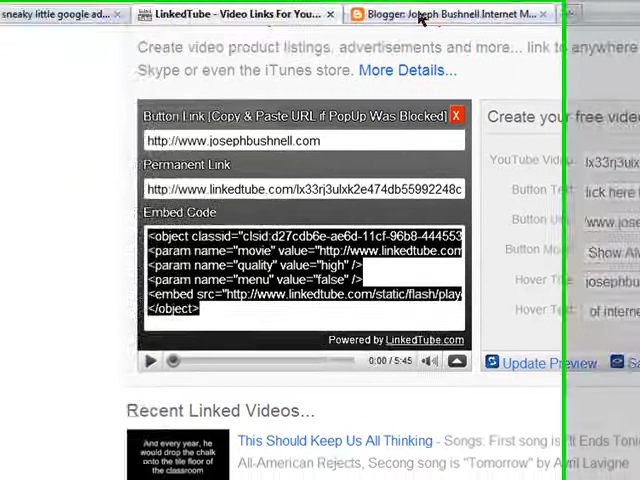 sneaky little google ad...
LinkedTube - Video Links For You...
Blogger: Joseph Bushnell Internet M...
Create video product listings, advertisements and more... link to anywhere
Skype or even the iTunes store. More Details...
Button Link [Copy & Paste URL if PopUp Was Blocked] X
http://www.josephbushnell.com
Permanent Link
http://www.linkedtube.com/lx33rj3ulxk2e474db55992248c
Embed Code
<object classid="clsid:d27cdb6e-ae6d-11cf-96b8-444553
<param name="movie" value="http://www.linkedtube.com
<param name="quality" value="high" />
<param name="menu" value="false" />
<embed src="http://www.linkedtube.com/static/flash/play
</object>
Powered by LinkedTube.com
0:00 / 5:45
Create your free vide
YouTube Video
lx33rj3ulx
Button Text
lick here
Button
/www.jose
Button
Show Al
Hover Title
josephbu
Hover Text
of interne
Update Preview
Sa
Recent Linked Videos...
And every year, he
would drop the chalk
onto the tile floor of
the classroom
This Should Keep Us All Thinking - Songs: First song is "It Ends Toni
All-American Rejects, Secong song is "Tomorrow" by Avril Lavigne